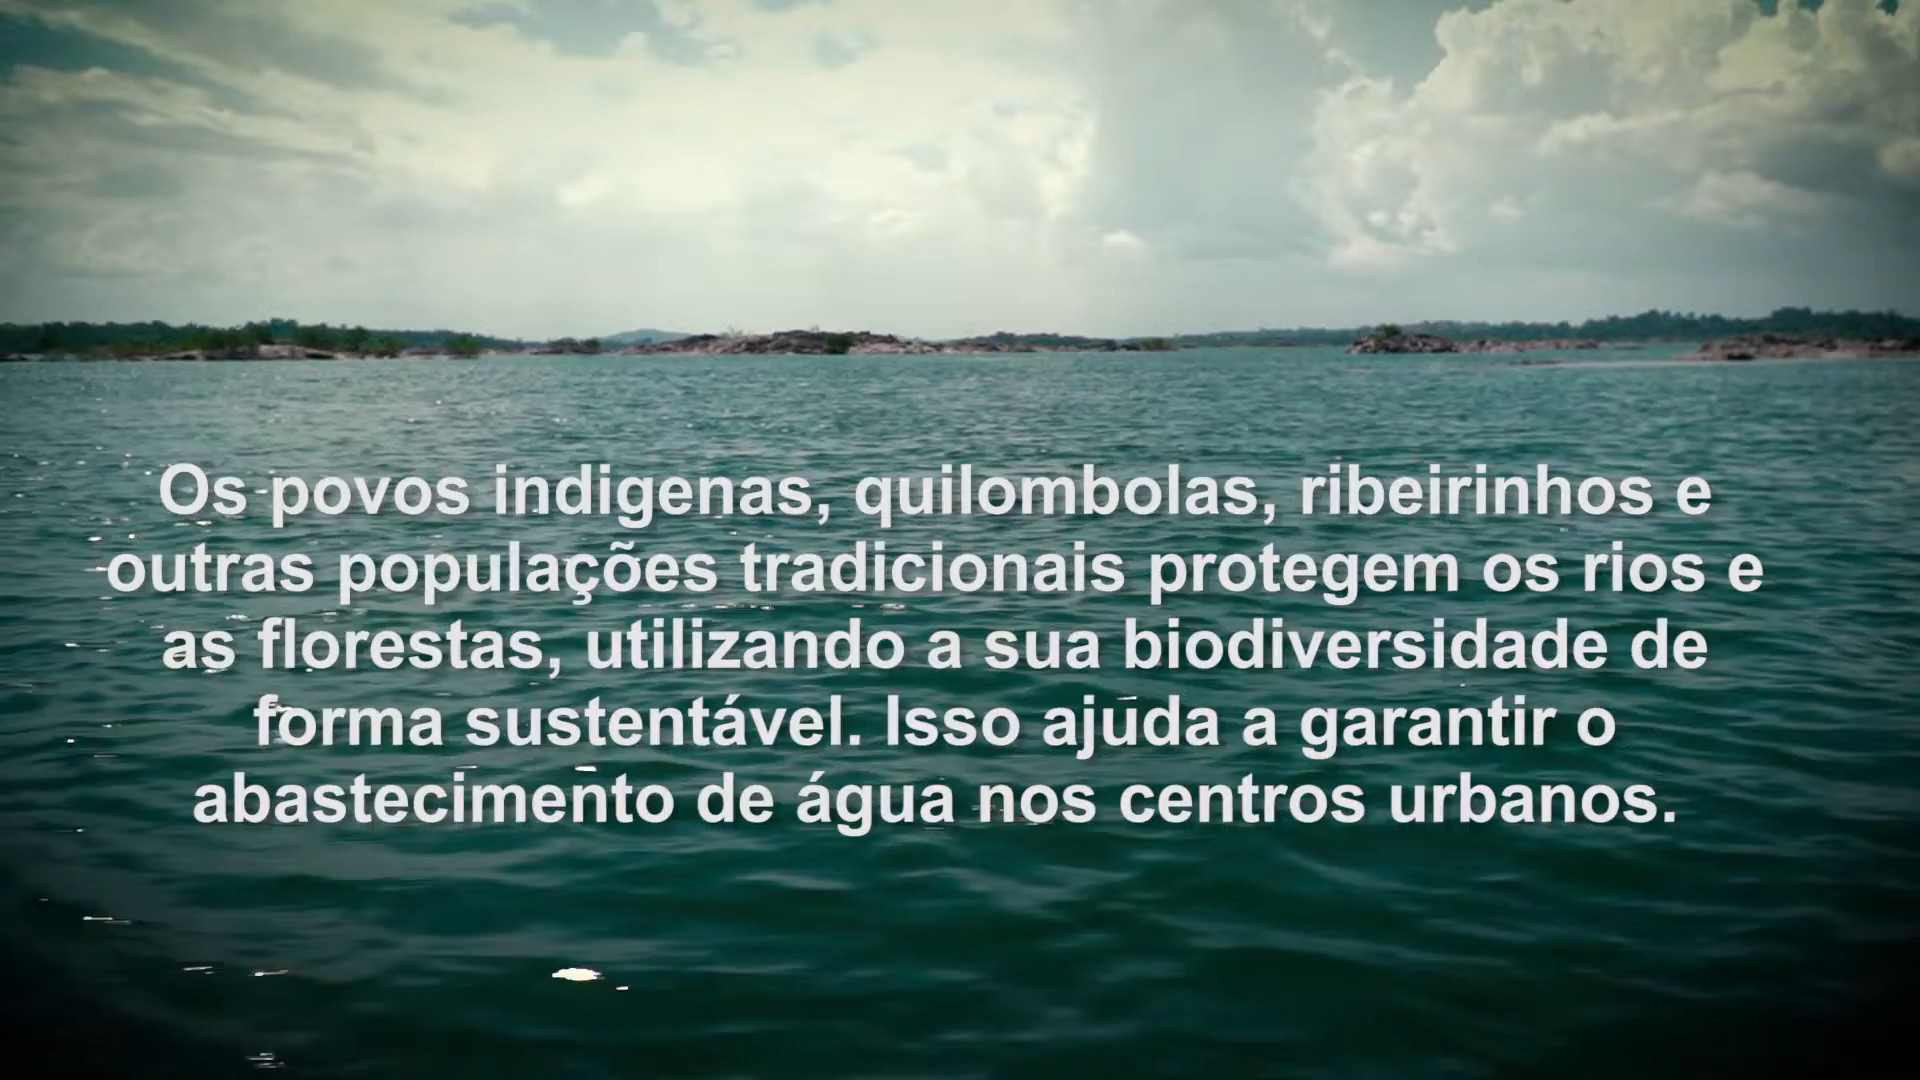 Os povos indigenas, quilombolas, ribeirinhos e
outras populações tradicionais protegem os rios e
as florestas, utilizando a sua biodiversidade de
forma sustentável. Isso ajuda a garantir o
abastecimento de água nos centros urbanos.